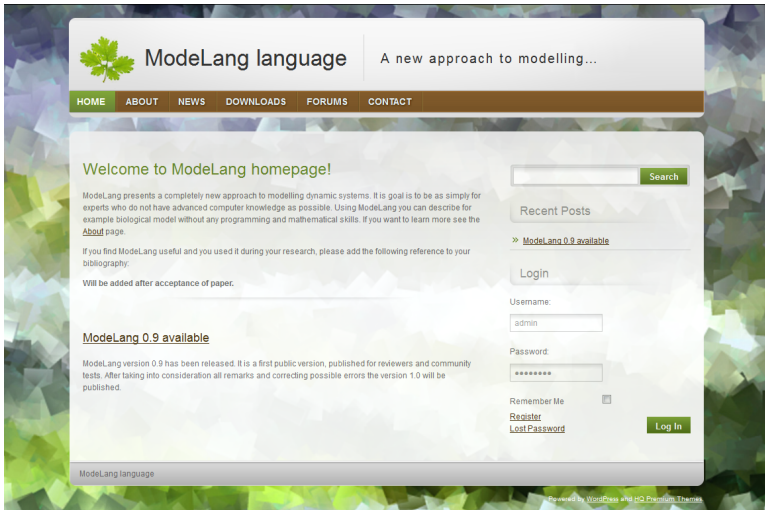 ModeLang language
A new approach to modelling...
HOME ABOUT NEWS DOWNLOADS FORUMS CONTACT
Welcome to ModeLang homepage!
ModeLang presents a completely new approach to modelling dynamic systems. It is goal is to be as simply for
experts who do not have advanced computer knowledge as possible. Using ModeLang you can describe for
example biological model without any programming and mathematical skills. If you want to learn more see the
About page.
If you find ModeLang useful and you used it during your research, please add the following reference to your
bibliography:
Will be added after acceptance of paper.
ModeLang 0.9 available
ModeLang version 0.9 has been released. It is a first public version, published for reviewers and community
tests. After taking into consideration all remarks and correcting possible errors the version 1.0 will be
published.
Search
Recent Posts
» ModeLang 0.9 available
Login
Username:
admin
Password:
••••••••
Remember Me
Register
Lost Password
Log In
ModeLang language
Powered by WordPress and HQ Premium Themes.